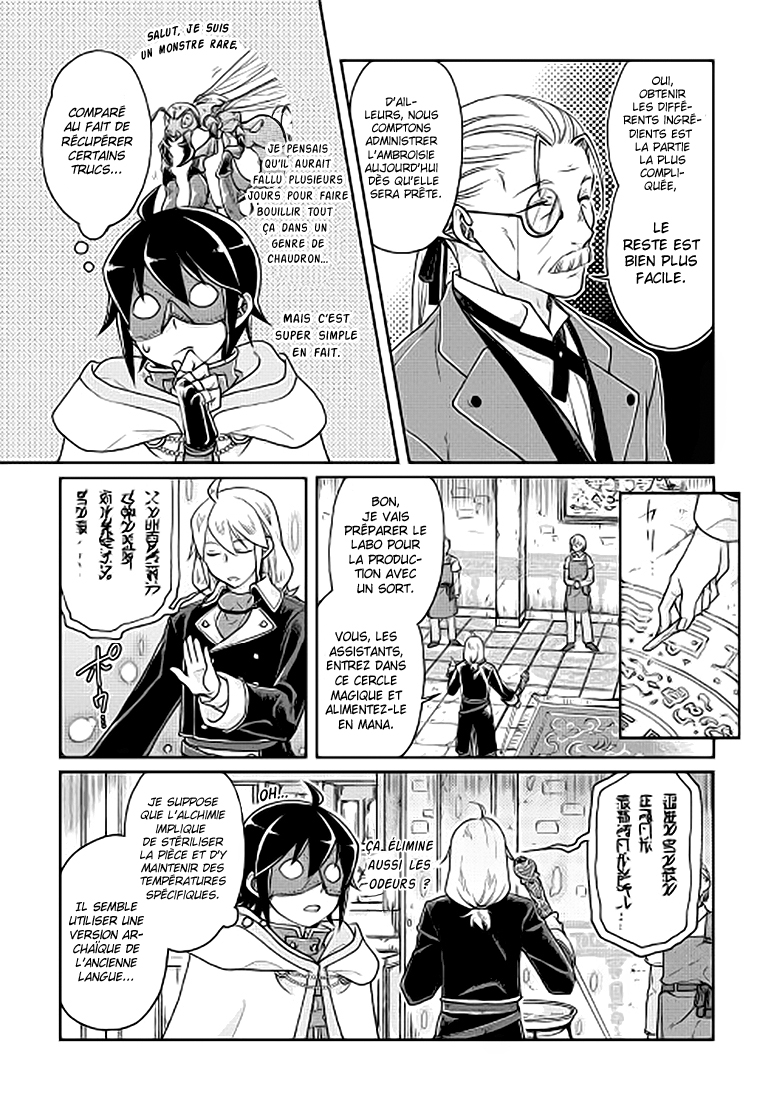 OUI,
OBTENIR
LES DIFFÉ-
RENTS INGRÉ-
DIENTS EST LA
PARTIE
LA PLUS
COMPLI-
QUÉE,
LE
RESTE EST
BIEN PLUS
FACILE.
D'AIL-
LEURS, NOUS
COMPTONS
ADMINISTRER
L'AMBROISIE
AUJOURD'HUI
DÈS QU'ELLE
SERA PRÊTE.
SALUT, JE SUIS
UN MONSTRE RARE.
COMPARÉ
AU FAIT DE
RÉCUPÉRER
CERTAINS
TRUCS...
JE PENSAIS
QU'IL AURAIT
FALLU PLUSIEURS
JOURS POUR FAIRE
BOUILLIR TOUT
ÇA DANS UN
GENRE DE
CHAUDRON...
MAIS C'EST
SUPER SIMPLE
EN FAIT.
BON,
JE VAIS
PRÉPARER LE
LABO POUR
LA PRODUC-
TION AVEC
UN SORT.
VOUS, LES
ASSISTANTS,
ENTREZ DANS
CE CERCLE
MAGIQUE ET
ALIMENTEZ-LE
EN MANA.
ポウ...
OH!...
ÇA ÉLIMINE
AUSSI LES
ODEURS ?
JE SUPPOSE
QUE L'ALCHIMIE
IMPLIQUE
DE STÉRILISER
LA PIÈCE ET D'Y
MAINTENIR DES
TEMPÉRATURES
SPÉCIFIQUES.
IL SEMBLE
UTILISER UNE
VERSION AR-
CHAÏQUE DE
L'ANCIENNE
LANGUE...